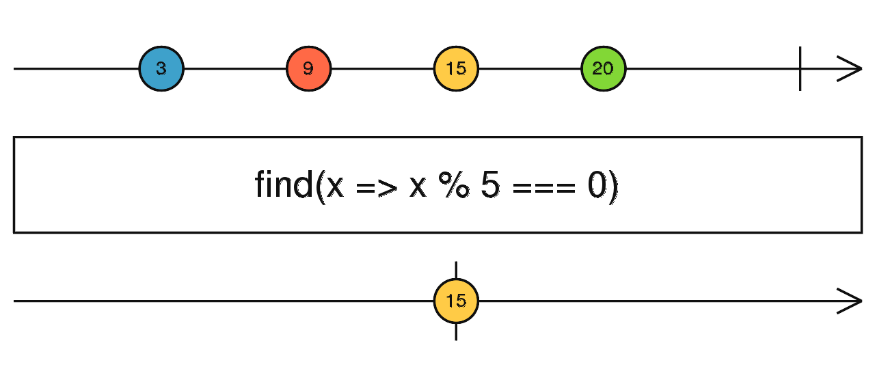 3 9 15 20
find(x => x % 5 === 0)
15